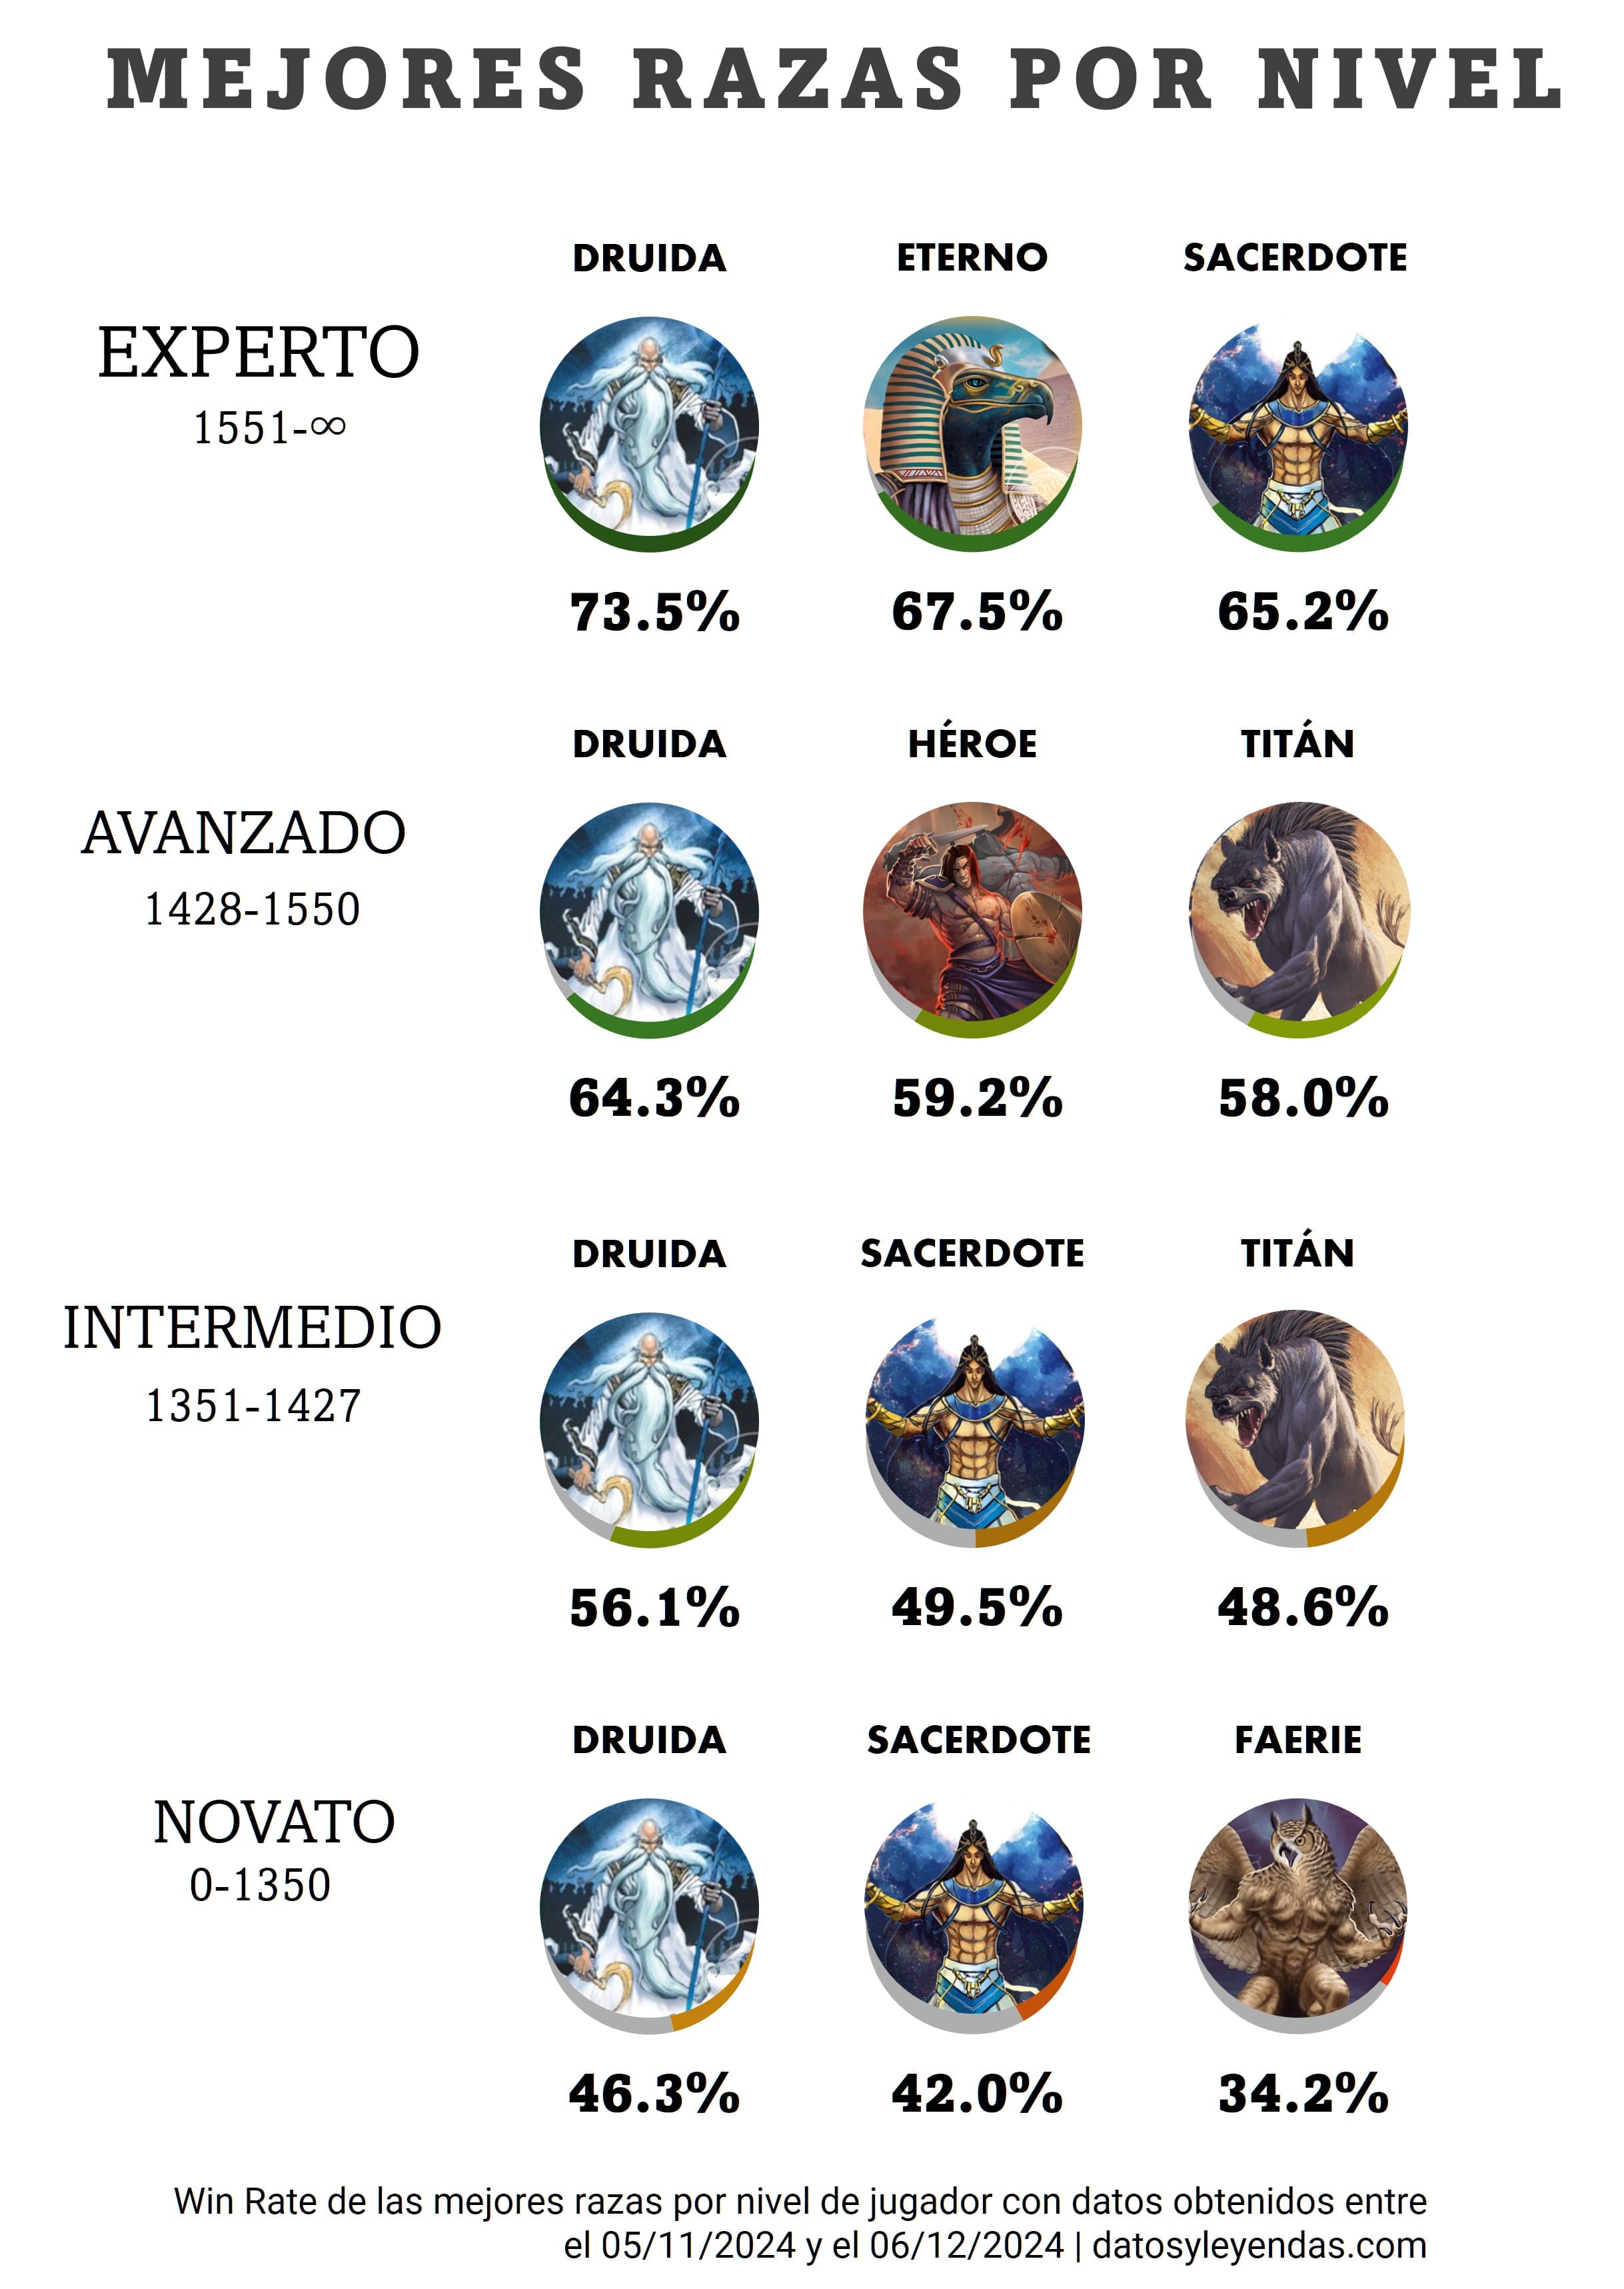 MEJORES RAZAS POR NIVEL
DRUIDA ETERNO SACERDOTE
EXPERTO
1551-∞
73.5% 67.5% 65.2%
DRUIDA HÉROE TITÁN
AVANZADO
1428-1550
64.3% 59.2% 58.0%
DRUIDA SACERDOTE TITÁN
INTERMEDIO
1351-1427
56.1% 49.5% 48.6%
DRUIDA SACERDOTE FAERIE
NOVATO
0-1350
46.3% 42.0% 34.2%
Win Rate de las mejores razas por nivel de jugador con datos obtenidos entre
el 05/11/2024 y el 06/12/2024 | datosyleyendas.com